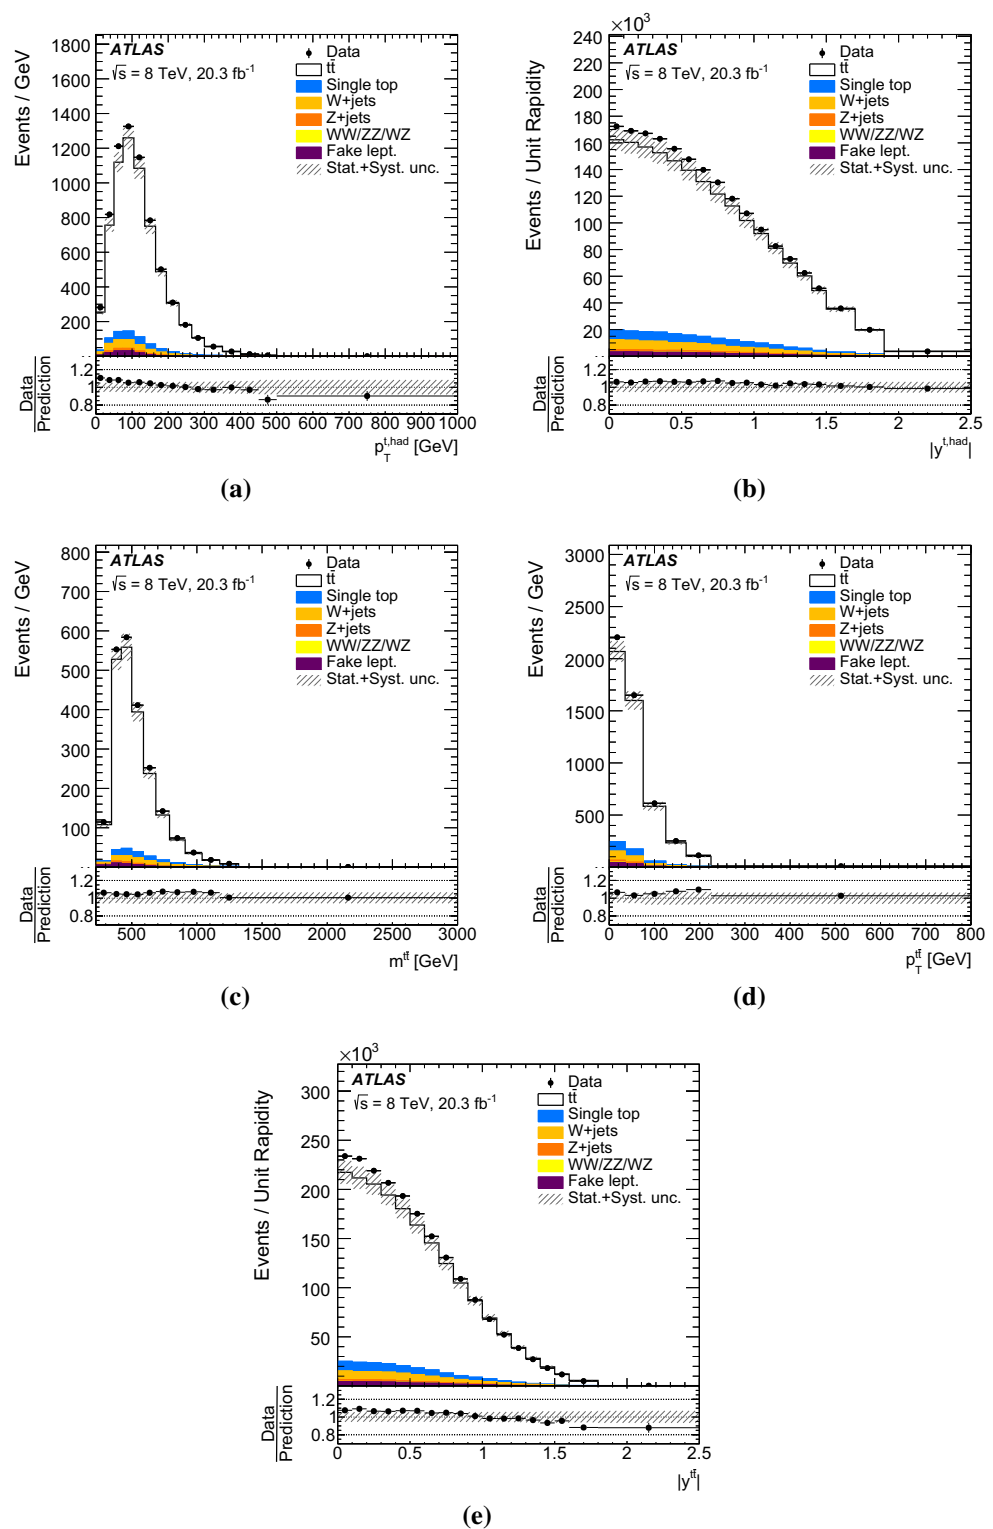 ATLAS
√s = 8 TeV, 20.3 fb⁻¹
Data
tt̄
Single top
W+jets
Z+jets
WW/ZZ/WZ
Fake lept.
Stat.+Syst. unc.
Events / GeV
1800
1600
1400
1200
1000
800
600
400
200
Data
Prediction
1.2
1
0.8
0 100 200 300 400 500 600 700 800 900 1000
p_T^{t,had} [GeV]
(a)
×10³
ATLAS
√s = 8 TeV, 20.3 fb⁻¹
Data
tt̄
Single top
W+jets
Z+jets
WW/ZZ/WZ
Fake lept.
Stat.+Syst. unc.
Events / Unit Rapidity
240
220
200
180
160
140
120
100
80
60
40
20
Data
Prediction
1.2
1
0.8
0 0.5 1 1.5 2 2.5
|y^{t,had}|
(b)
ATLAS
√s = 8 TeV, 20.3 fb⁻¹
Data
tt̄
Single top
W+jets
Z+jets
WW/ZZ/WZ
Fake lept.
Stat.+Syst. unc.
Events / GeV
800
700
600
500
400
300
200
100
Data
Prediction
1.2
1
0.8
500 1000 1500 2000 2500 3000
m^{tt̄} [GeV]
(c)
ATLAS
√s = 8 TeV, 20.3 fb⁻¹
Data
tt̄
Single top
W+jets
Z+jets
WW/ZZ/WZ
Fake lept.
Stat.+Syst. unc.
Events / GeV
3000
2500
2000
1500
1000
500
Data
Prediction
1.2
1
0.8
0 100 200 300 400 500 600 700 800
p_T^{tt̄} [GeV]
(d)
×10³
ATLAS
√s = 8 TeV, 20.3 fb⁻¹
Data
tt̄
Single top
W+jets
Z+jets
WW/ZZ/WZ
Fake lept.
Stat.+Syst. unc.
Events / Unit Rapidity
300
250
200
150
100
50
Data
Prediction
1.2
1
0.8
0 0.5 1 1.5 2 2.5
|y^{tt̄}|
(e)